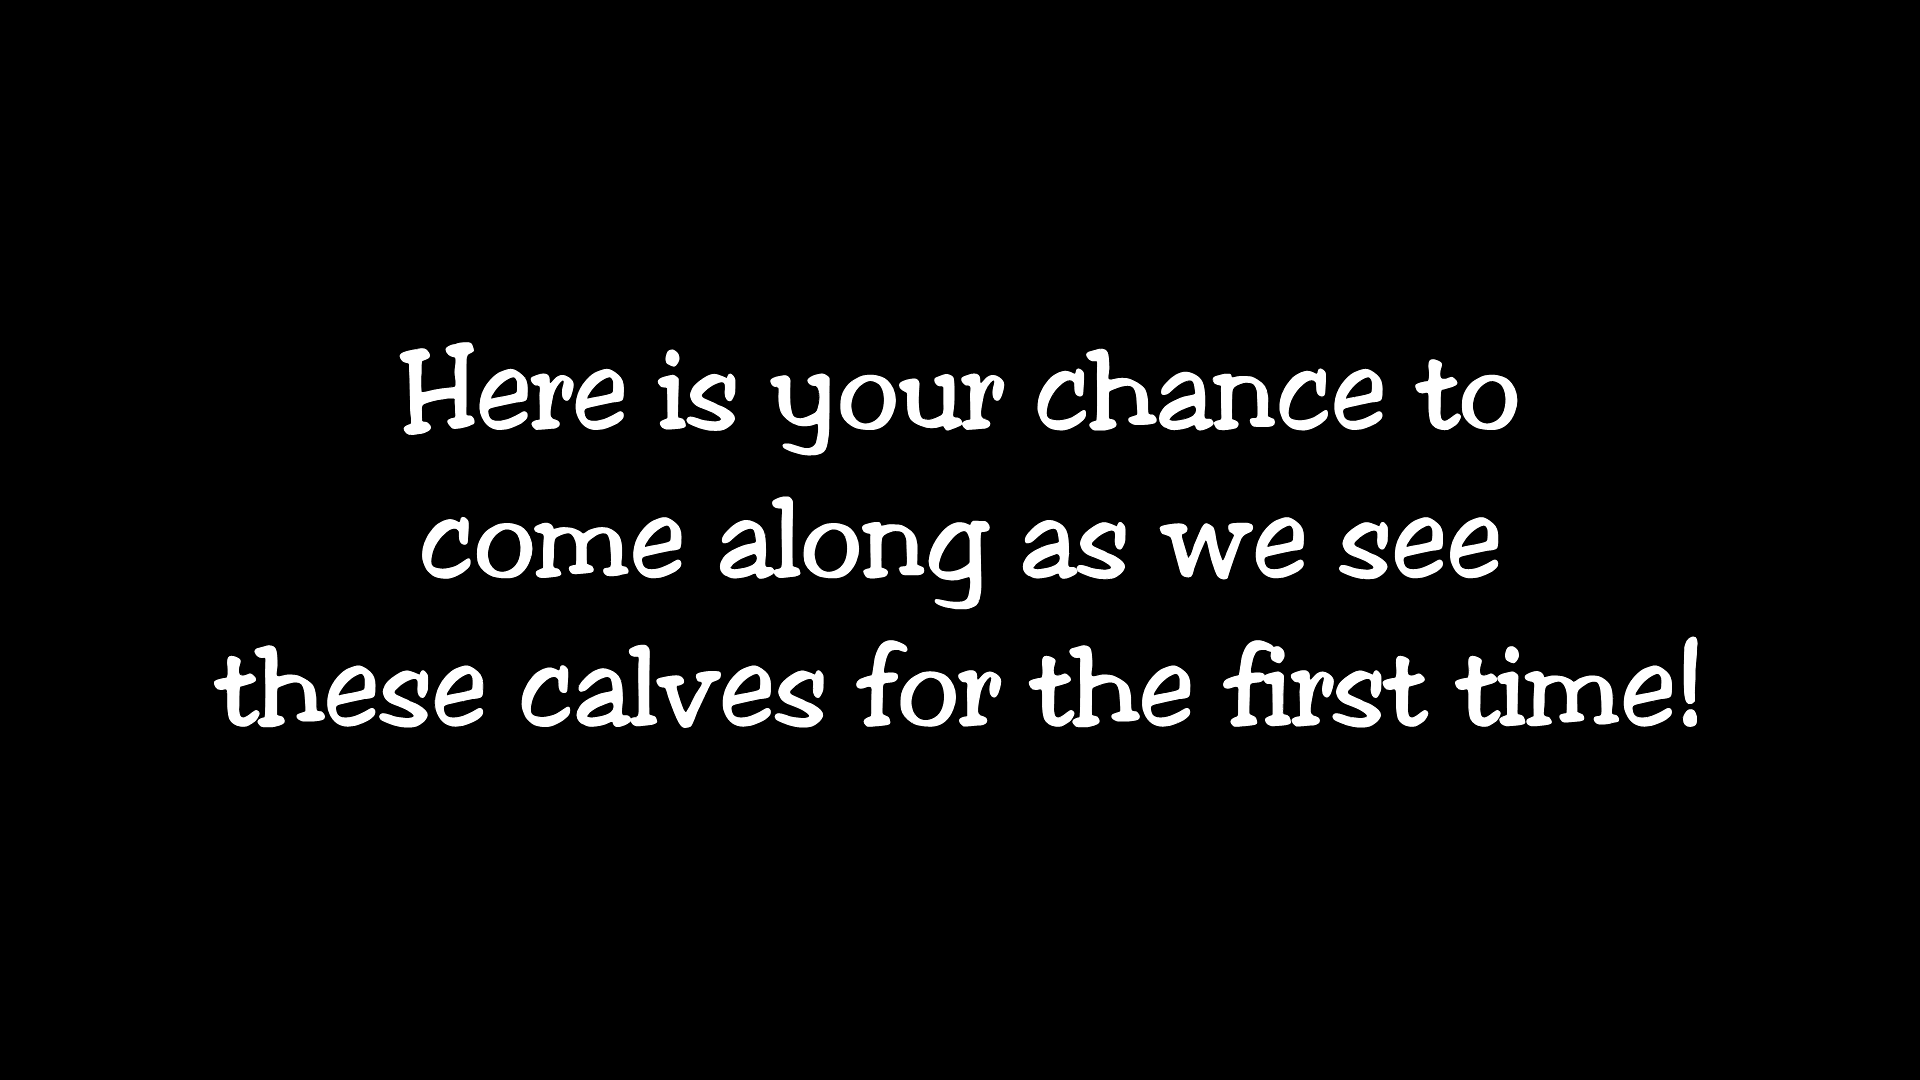 Here is your chance to
come along as we see
these calves for the first time!